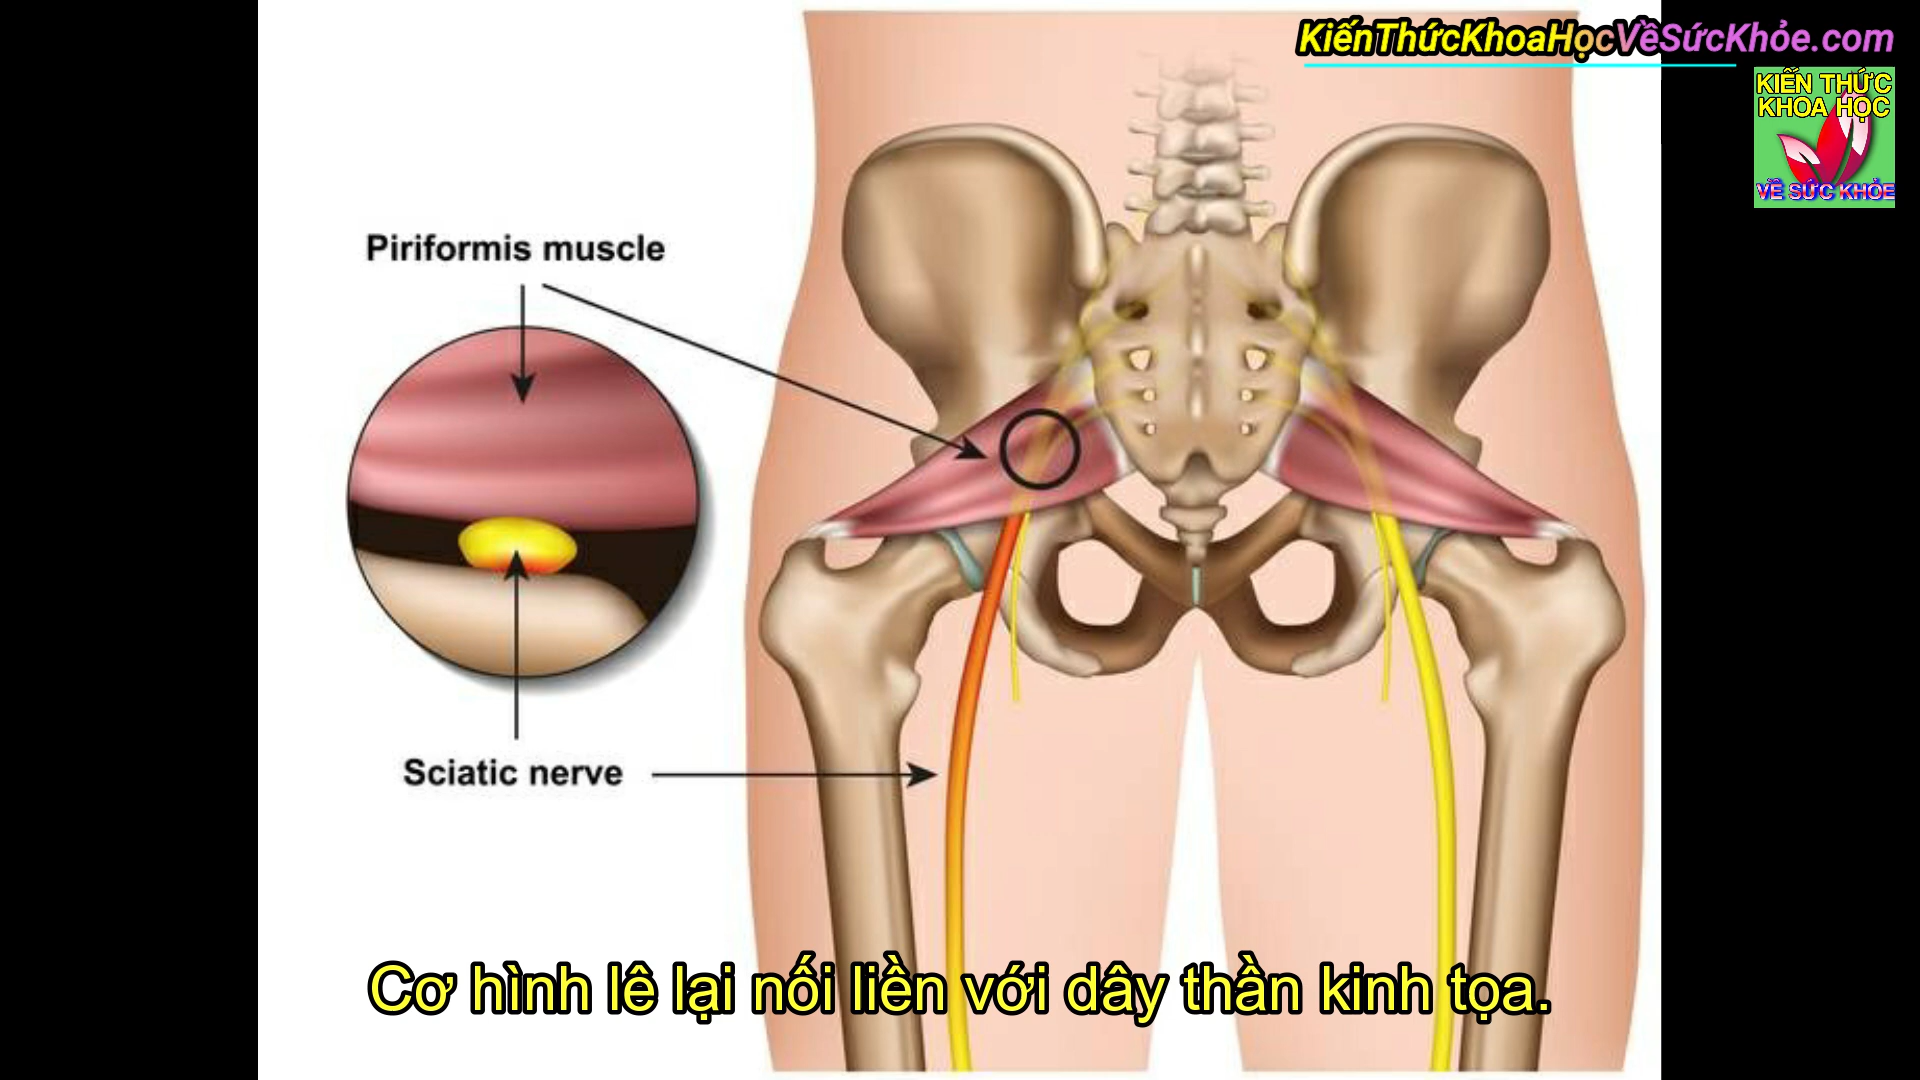 KiếnThứcKhoaHọcVềSứcKhỏe.com
KIẾN THỨC
KHOA HỌC
VỀ SỨC KHỎE
Piriformis muscle
Sciatic nerve
Cơ hình lê lại nối liền với dây thần kinh tọa.